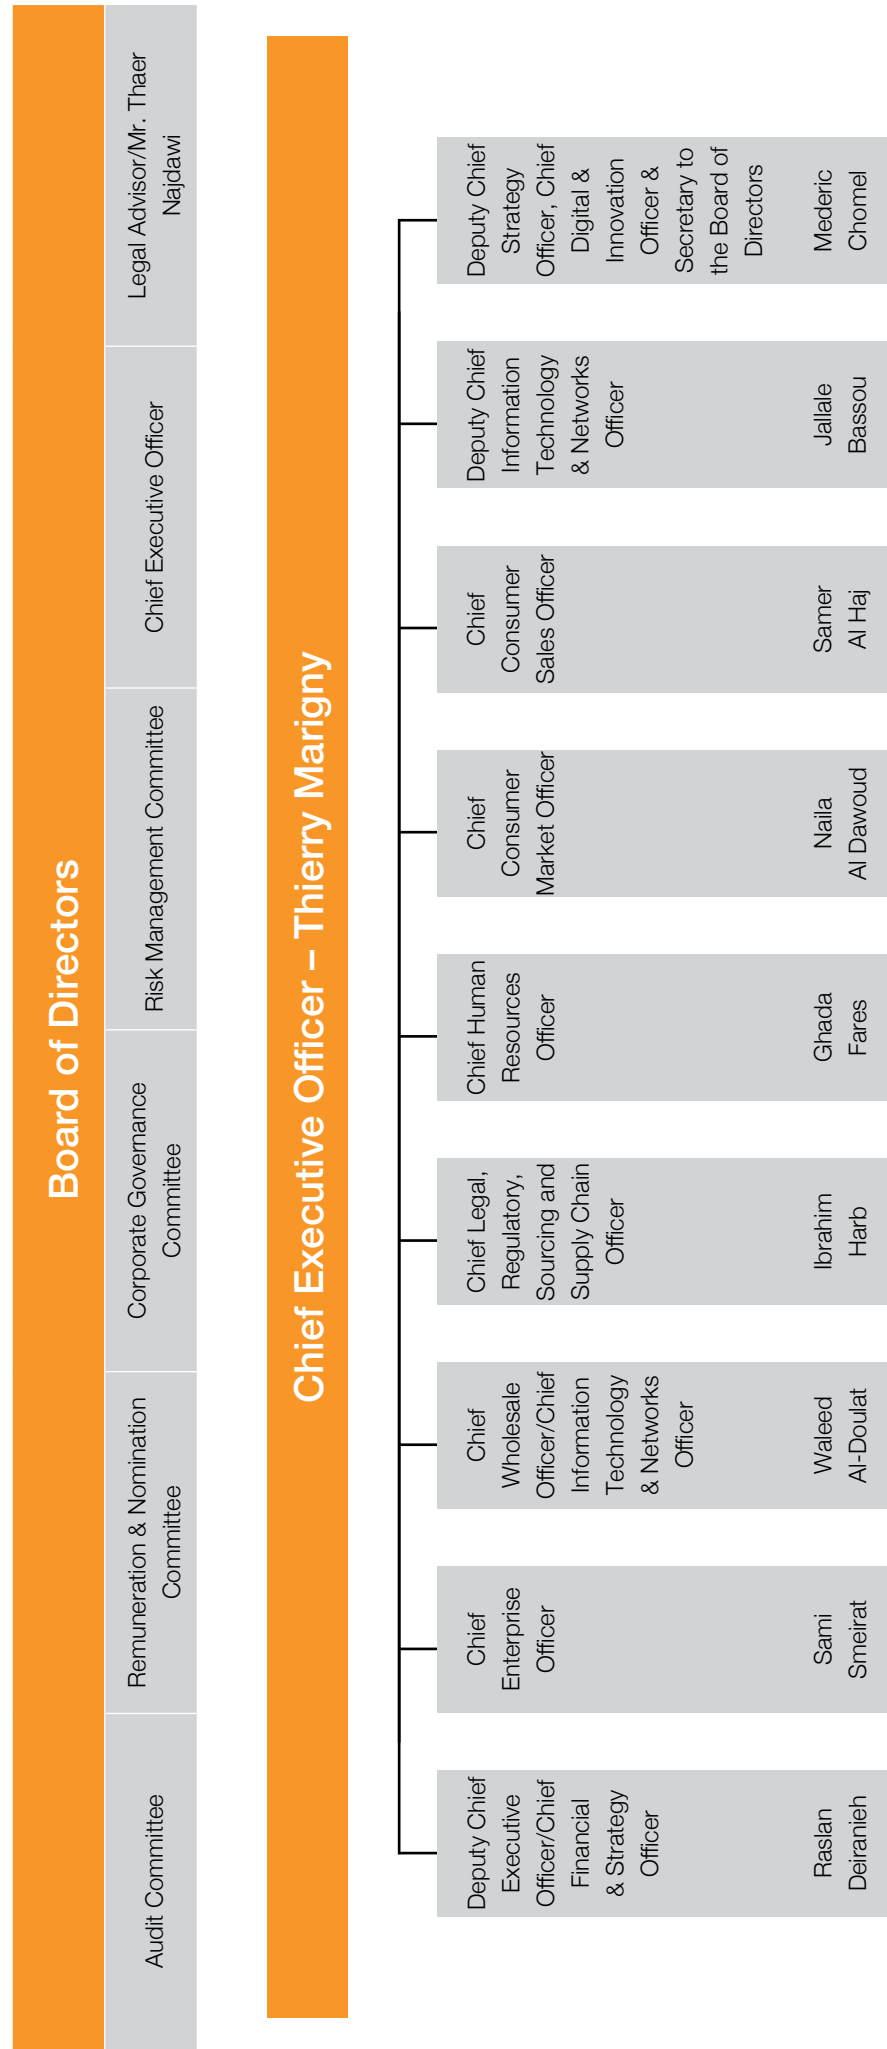 Board of Directors
Audit Committee
Remuneration & Nomination
Committee
Corporate Governance
Committee
Risk Management Committee
Chief Executive Officer
Legal Advisor/Mr. Thaer
Najdawi
Chief Executive Officer – Thierry Marigny
Deputy Chief
Executive
Officer/Chief
Financial
& Strategy
Officer
Raslan
Deiranieh
Chief
Enterprise
Officer
Sami
Smeirat
Chief
Wholesale
Officer/Chief
Information
Technology
& Networks
Officer
Waleed
Al-Doulat
Chief Legal,
Regulatory,
Sourcing and
Supply Chain
Officer
Ibrahim
Harb
Chief Human
Resources
Officer
Ghada
Fares
Chief
Consumer
Market Officer
Naila
Al Dawoud
Chief
Consumer
Sales Officer
Samer
Al Haj
Deputy Chief
Information
Technology
& Networks
Officer
Jallale
Bassou
Deputy Chief
Strategy
Officer, Chief
Digital &
Innovation
Officer &
Secretary to
the Board of
Directors
Mederic
Chomel